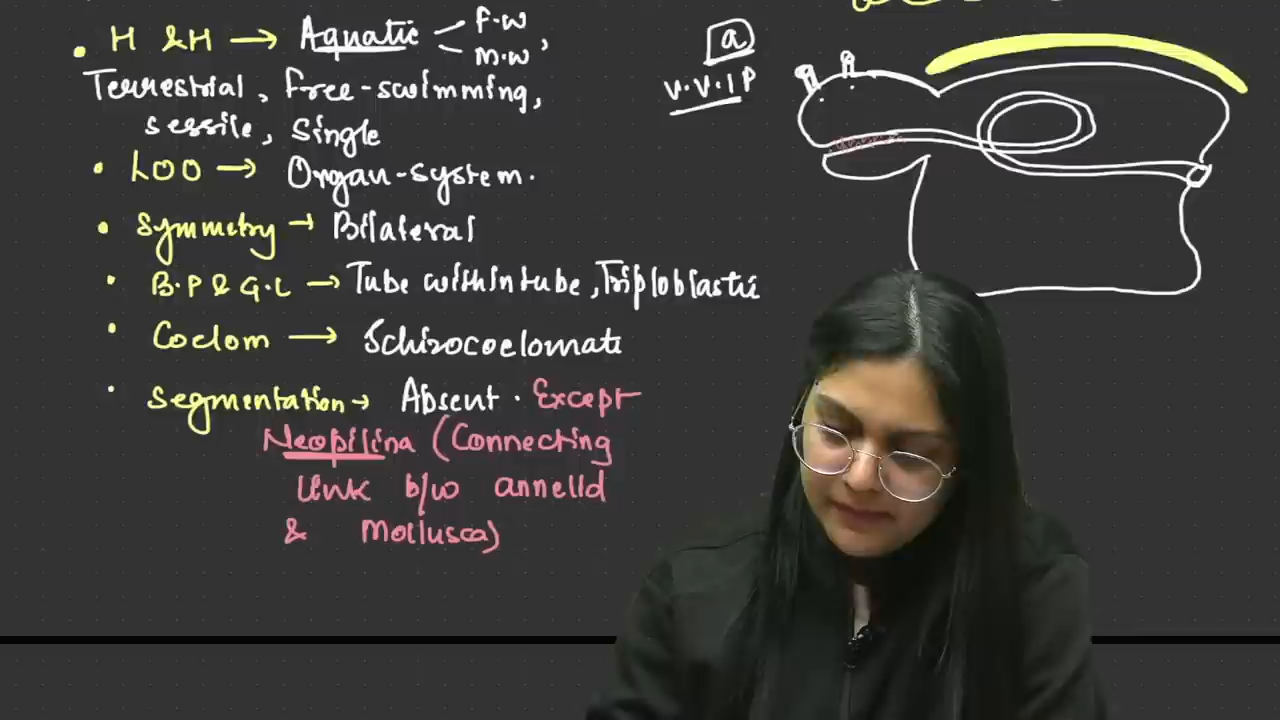 • H &H → Aquatic f.w
m.w,
Terrestrial, free-swimming,
sessile, Single
• LOO → Organ-system.
• Symmetry → Bilateral
• B.P & G.L → Tube within tube, Triploblastic
• Coelom → Schizocoelomate
• Segmentation → Absent. Except
Neopilina (Connecting
link b/w annelid
& Mollusca)
a
V.V.I P